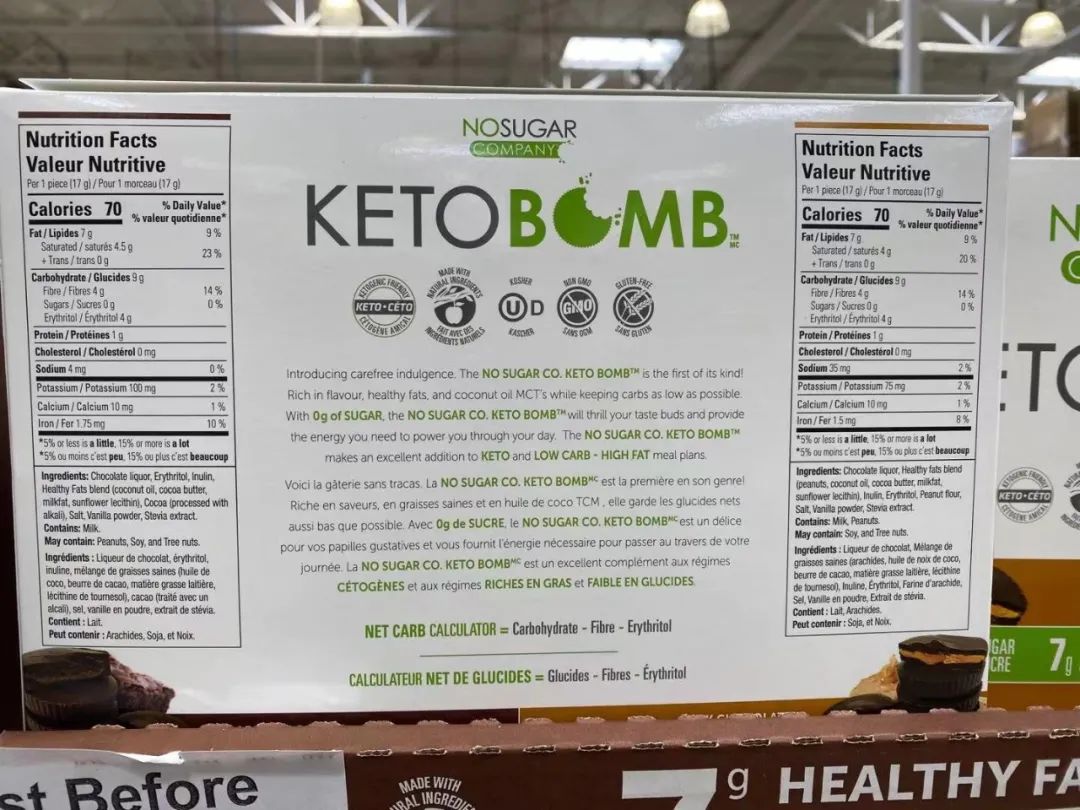 Nutrition Facts
Valeur Nutritive
Per 1 piece (17 g) / Pour 1 morceau (17 g)
Calories 70
% Daily Value*
% valeur quotidienne*
Fat / Lipides 7 g 9 %
Saturated / saturés 4.5 g
+ Trans / trans 0 g 23 %
Carbohydrate / Glucides 9 g
Fibre / Fibres 4 g 14 %
Sugars / Sucres 0 g 0 %
Erythritol / Érythritol 4 g
Protein / Protéines 1 g
Cholesterol / Cholestérol 0 mg
Sodium 4 mg 0 %
Potassium / Potassium 100 mg 2 %
Calcium / Calcium 10 mg 1 %
Iron / Fer 1.75 mg 10 %
*5% or less is a little, 15% or more is a lot
*5% ou moins c'est peu, 15% ou plus c'est beaucoup
Ingredients: Chocolate liquor, Erythritol, Inulin,
Healthy Fats blend (coconut oil, cocoa butter,
milkfat, sunflower lecithin), Cocoa (processed with
alkali), Salt, Vanilla powder, Stevia extract.
Contains: Milk.
May contain: Peanuts, Soy, and Tree nuts.
Ingrédients : Liqueur de chocolat, érythritol,
inuline, mélange de graisses saines (huile de
coco, beurre de cacao, matière grasse laitière,
lécithine de tournesol), cacao (traité avec un
alcali), sel, vanille en poudre, extrait de stévia.
Contient : Lait.
Peut contenir : Arachides, Soja, et Noix.
NOSUGAR
COMPANY
KETOBOMB
TM
MC
KETOGENIC FRIENDLY
KETO • CÉTO
CÉTOGÈNE AMICAL
MADE WITH
NATURAL INGREDIENTS
FAIT AVEC DES
INGRÉDIENTS NATURELS
KOSHER
U D
KASCHER
NON GMO
GMO
SANS OGM
GLUTEN-FREE
SANS GLUTEN
Introducing carefree indulgence. The NO SUGAR CO. KETO BOMB™ is the first of its kind!
Rich in flavour, healthy fats, and coconut oil MCT's while keeping carbs as low as possible.
With 0g of SUGAR, the NO SUGAR CO. KETO BOMB™ will thrill your taste buds and provide
the energy you need to power you through your day. The NO SUGAR CO. KETO BOMB™
makes an excellent addition to KETO and LOW CARB - HIGH FAT meal plans.
Voici la gâterie sans tracas. La NO SUGAR CO. KETO BOMBᴹᶜ est la première en son genre!
Riche en saveurs, en graisses saines et en huile de coco TCM , elle garde les glucides nets
aussi bas que possible. Avec 0g de SUCRE, le NO SUGAR CO. KETO BOMBᴹᶜ est un délice
pour vos papilles gustatives et vous fournit l'énergie nécessaire pour passer au travers de votre
journée. La NO SUGAR CO. KETO BOMBᴹᶜ est un excellent complément aux régimes
CÉTOGÈNES et aux régimes RICHES EN GRAS et FAIBLE EN GLUCIDES.
NET CARB CALCULATOR = Carbohydrate - Fibre - Erythritol
CALCULATEUR NET DE GLUCIDES = Glucides - Fibres - Érythritol
Nutrition Facts
Valeur Nutritive
Per 1 piece (17 g) / Pour 1 morceau (17 g)
Calories 70
% Daily Value*
% valeur quotidienne*
Fat / Lipides 7 g 9 %
Saturated / saturés 4 g
+ Trans / trans 0 g 20 %
Carbohydrate / Glucides 9 g
Fibre / Fibres 4 g 14 %
Sugars / Sucres 0 g 0 %
Erythritol / Érythritol 4 g
Protein / Protéines 1 g
Cholesterol / Cholestérol 0 mg
Sodium 35 mg 2 %
Potassium / Potassium 75 mg 2 %
Calcium / Calcium 10 mg 1 %
Iron / Fer 1.5 mg 8 %
*5% or less is a little, 15% or more is a lot
*5% ou moins c'est peu, 15% ou plus c'est beaucoup
Ingredients: Chocolate liquor, Healthy fats blend
(peanuts, coconut oil, cocoa butter, milkfat,
sunflower lecithin), Inulin, Erythritol, Peanut flour,
Salt, Vanilla powder, Stevia extract.
Contains: Milk, Peanuts.
May contain: Soy, and Tree nuts.
Ingrédients : Liqueur de chocolat, Mélange de
graisses saines (arachides, huile de noix de coco,
beurre de cacao, matière grasse laitière, lécithine
de tournesol), Inuline, Érythritol, Farine d'arachide,
Sel, Vanille en poudre, Extrait de stévia.
Contient : Lait, Arachides.
Peut contenir : Soja, et Noix.
KETO • CÉTO
7g
st Before
MADE WITH
7g HEALTHY FA